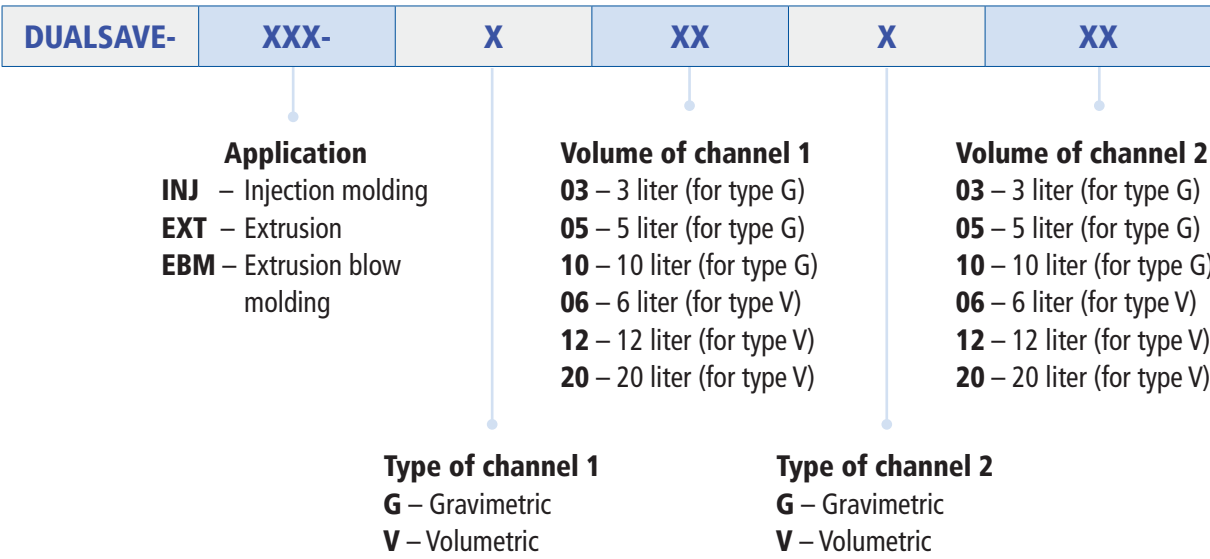 DUALSAVE- XXX- X XX X XX
Application
INJ – Injection molding
EXT – Extrusion
EBM – Extrusion blow
molding
Volume of channel 1
03 – 3 liter (for type G)
05 – 5 liter (for type G)
10 – 10 liter (for type G)
06 – 6 liter (for type V)
12 – 12 liter (for type V)
20 – 20 liter (for type V)
Volume of channel 2
03 – 3 liter (for type G)
05 – 5 liter (for type G)
10 – 10 liter (for type G)
06 – 6 liter (for type V)
12 – 12 liter (for type V)
20 – 20 liter (for type V)
Type of channel 1
G – Gravimetric
V – Volumetric
Type of channel 2
G – Gravimetric
V – Volumetric